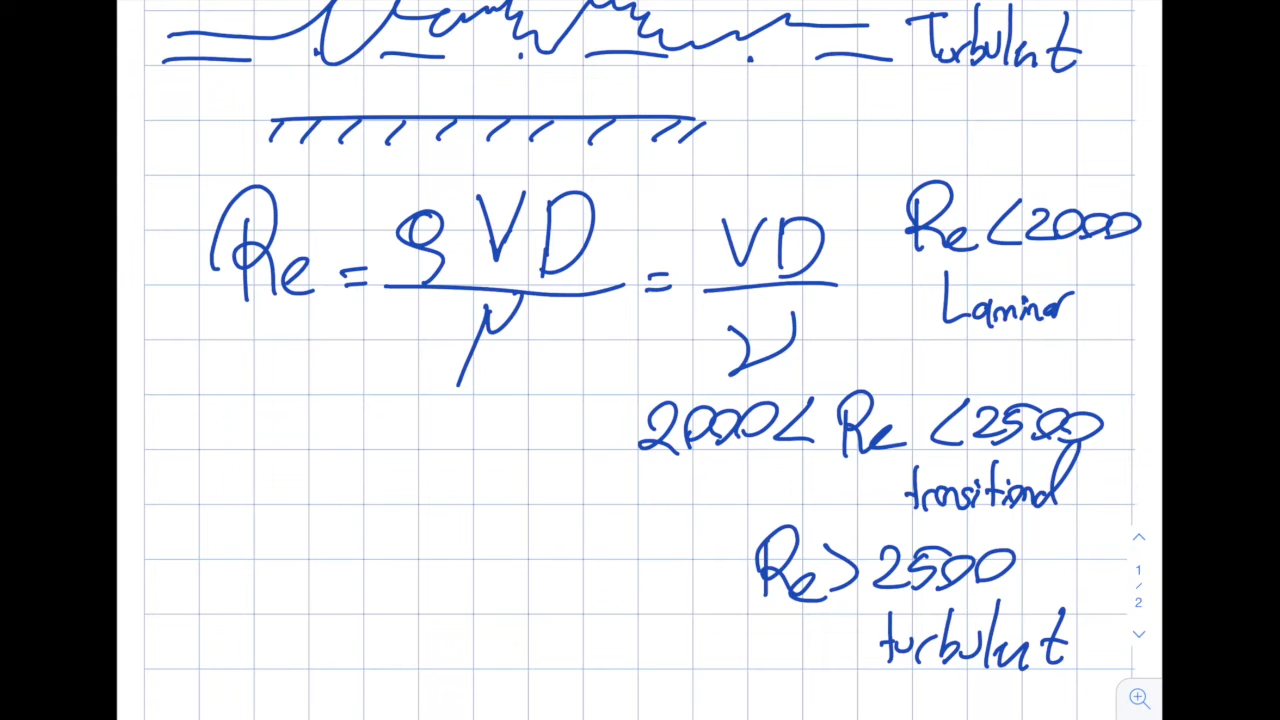 Turbulent
Re = ρVD/μ = VD/ν
Re < 2000
Laminar
2000 < Re < 2500
transitional
Re > 2500
turbulent
1
/
2